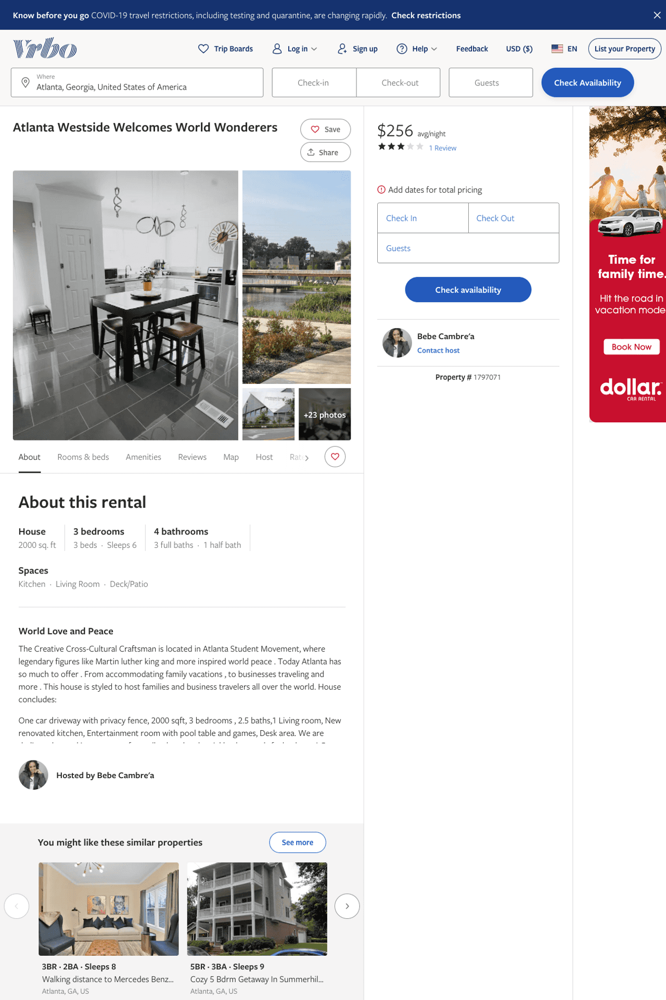 Know before you go COVID-19 travel restrictions, including testing and quarantine, are changing rapidly. Check restrictions
Vrbo
Trip Boards
Log in
Sign up
Help
Feedback
USD ($)
EN
List your Property
Where
Atlanta, Georgia, United States of America
Check-in
Check-out
Guests
Check Availability
Atlanta Westside Welcomes World Wonderers
Save
Share
+23 photos
$256 avg/night
1 Review
Add dates for total pricing
Check In
Check Out
Guests
Check availability
Bebe Cambre'a
Contact host
Property # 1797071
Time for
family time.
Hit the road in
vacation mode
Book Now
dollar.
CAR RENTAL
About
Rooms & beds
Amenities
Reviews
Map
Host
About this rental
House
2000 sq. ft
3 bedrooms
3 beds · Sleeps 6
4 bathrooms
3 full baths · 1 half bath
Spaces
Kitchen · Living Room · Deck/Patio
World Love and Peace
The Creative Cross-Cultural Craftsman is located in Atlanta Student Movement, where
legendary figures like Martin luther king and more inspired world peace . Today Atlanta has
so much to offer . From accommodating family vacations , to businesses traveling and
more . This house is styled to host families and business travelers all over the world. House
concludes:
One car driveway with privacy fence, 2000 sqft, 3 bedrooms , 2.5 baths,1 Living room, New
renovated kitchen, Entertainment room with pool table and games, Desk area. We are
Hosted by Bebe Cambre'a
You might like these similar properties
See more
3BR · 2BA · Sleeps 8
Walking distance to Mercedes Benz...
Atlanta, GA, US
5BR · 3BA · Sleeps 9
Cozy 5 Bdrm Getaway In Summerhil...
Atlanta, GA, US